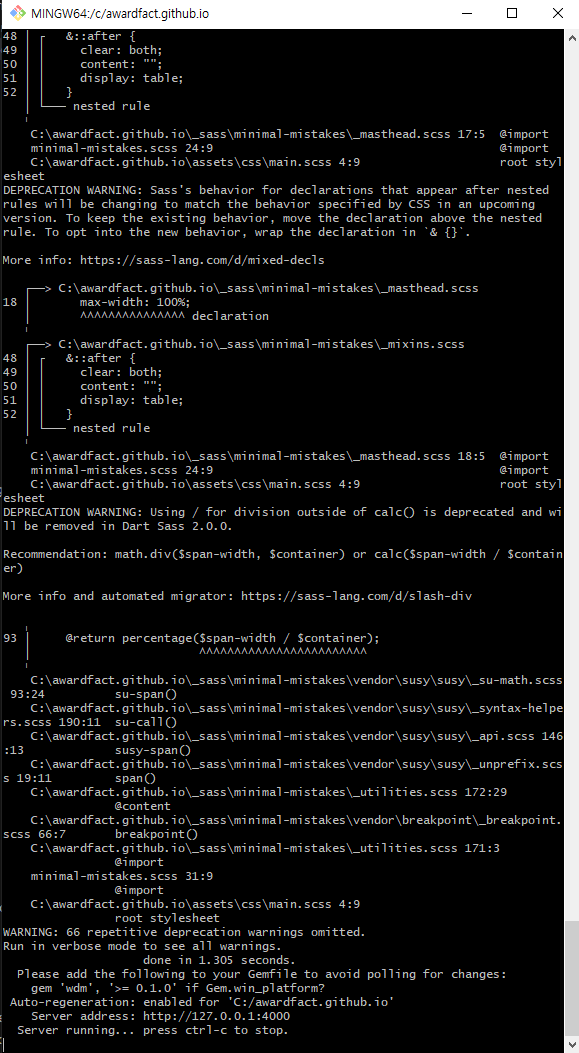 MINGW64:/c/awardfact.github.io
48 &::after {
49 clear: both;
50 content: "";
51 display: table;
52 }
nested rule
C:\awardfact.github.io\_sass\minimal-mistakes\_masthead.scss 17:5 @import
minimal-mistakes.scss 24:9 @import
C:\awardfact.github.io\assets\css\main.scss 4:9 root styl
esheet
DEPRECATION WARNING: Sass's behavior for declarations that appear after nested
rules will be changing to match the behavior specified by CSS in an upcoming
version. To keep the existing behavior, move the declaration above the nested
rule. To opt into the new behavior, wrap the declaration in `& {}`.
More info: https://sass-lang.com/d/mixed-decls
C:\awardfact.github.io\_sass\minimal-mistakes\_masthead.scss
18 max-width: 100%;
^^^^^^^^^^^^^^^ declaration
C:\awardfact.github.io\_sass\minimal-mistakes\_mixins.scss
48 &::after {
49 clear: both;
50 content: "";
51 display: table;
52 }
nested rule
C:\awardfact.github.io\_sass\minimal-mistakes\_masthead.scss 18:5 @import
minimal-mistakes.scss 24:9 @import
C:\awardfact.github.io\assets\css\main.scss 4:9 root styl
esheet
DEPRECATION WARNING: Using / for division outside of calc() is deprecated and wi
ll be removed in Dart Sass 2.0.0.
Recommendation: math.div($span-width, $container) or calc($span-width / $contain
er)
More info and automated migrator: https://sass-lang.com/d/slash-div
93 @return percentage($span-width / $container);
^^^^^^^^^^^^^^^^^^^^^^^^
C:\awardfact.github.io\_sass\minimal-mistakes\vendor\susy\susy\_su-math.scss
93:24 su-span()
C:\awardfact.github.io\_sass\minimal-mistakes\vendor\susy\susy\_syntax-helpe
rs.scss 190:11 su-call()
C:\awardfact.github.io\_sass\minimal-mistakes\vendor\susy\susy\_api.scss 146
:13 susy-span()
C:\awardfact.github.io\_sass\minimal-mistakes\vendor\susy\susy\_unprefix.scs
s 19:11 span()
C:\awardfact.github.io\_sass\minimal-mistakes\_utilities.scss 172:29
@content
C:\awardfact.github.io\_sass\minimal-mistakes\vendor\breakpoint\_breakpoint.
scss 66:7 breakpoint()
C:\awardfact.github.io\_sass\minimal-mistakes\_utilities.scss 171:3
@import
minimal-mistakes.scss 31:9
@import
C:\awardfact.github.io\assets\css\main.scss 4:9
root stylesheet
WARNING: 66 repetitive deprecation warnings omitted.
Run in verbose mode to see all warnings.
done in 1.305 seconds.
Please add the following to your Gemfile to avoid polling for changes:
gem 'wdm', '>= 0.1.0' if Gem.win_platform?
Auto-regeneration: enabled for 'C:/awardfact.github.io'
Server address: http://127.0.0.1:4000
Server running... press ctrl-c to stop.